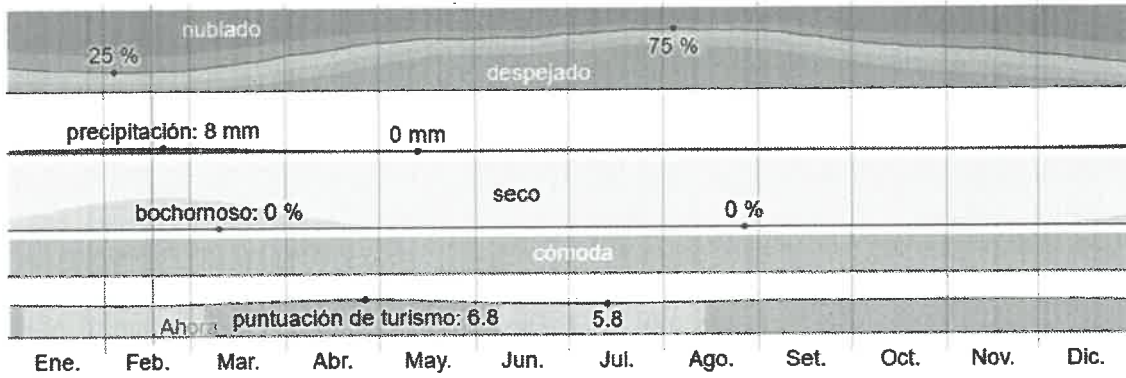 nublado
25 %
75 %
despejado
precipitación: 8 mm
0 mm
seco
bochornoso: 0 %
0 %
cómoda
Ahora
puntuación de turismo: 6.8
5.8
Ene. Feb. Mar. Abr. May. Jun. Jul. Ago. Set. Oct. Nov. Dic.